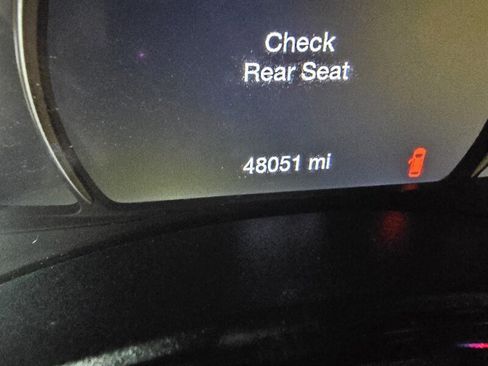 Check
Rear Seat
48051 mi